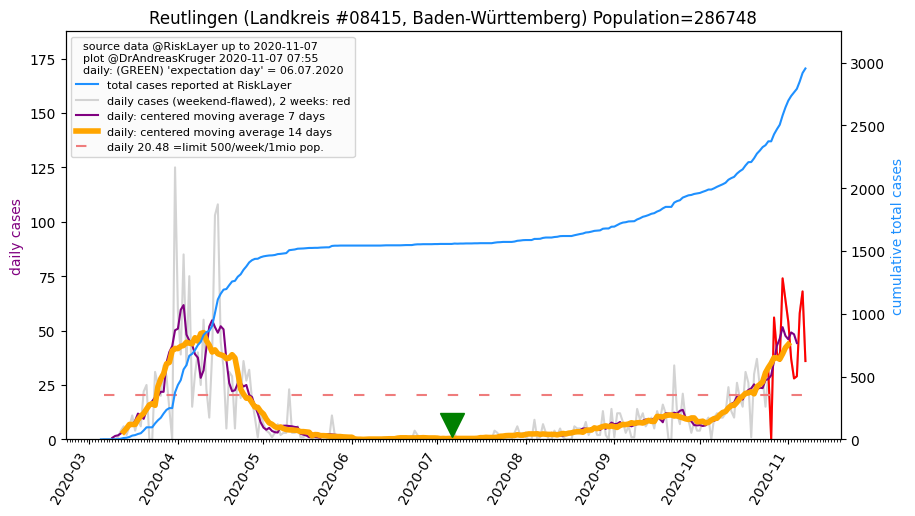 Reutlingen (Landkreis #08415, Baden-Württemberg) Population=286748
source data @RiskLayer up to 2020-11-07
plot @DrAndreasKruger 2020-11-07 07:55
daily: (GREEN) 'expectation day' = 06.07.2020
total cases reported at RiskLayer
daily cases (weekend-flawed), 2 weeks: red
daily: centered moving average 7 days
daily: centered moving average 14 days
daily 20.48 =limit 500/week/1mio pop.
daily cases
175
150
125
100
75
50
25
0
cumulative total cases
3000
2500
2000
1500
1000
500
0
2020-03
2020-04
2020-05
2020-06
2020-07
2020-08
2020-09
2020-10
2020-11